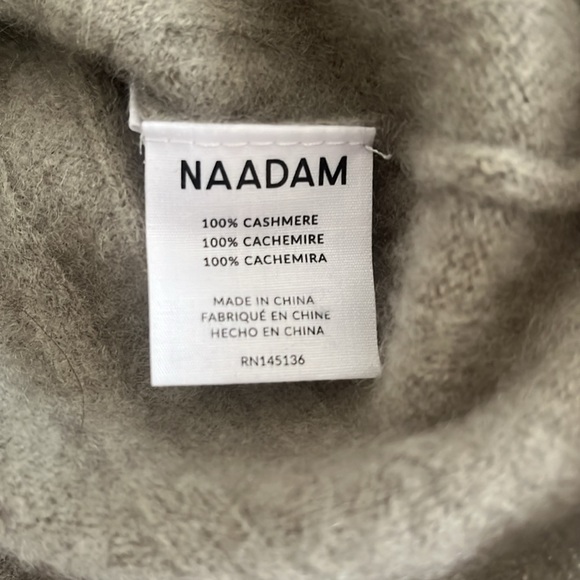 NAADAM
100% CASHMERE
100% CACHEMIRE
100% CACHEMIRA
MADE IN CHINA
FABRIQUÉ EN CHINE
HECHO EN CHINA
RN145136